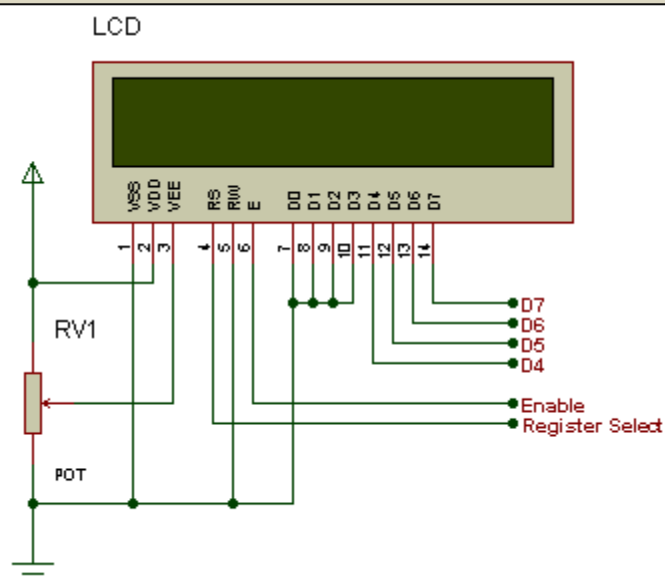 LCD
VSS VDD VEE RS RW E D0 D1 D2 D3 D4 D5 D6 D7
1 2 3 4 5 6 7 8 9 10 11 12 13 14
D7
D6
D5
D4
RV1
Enable
Register Select
POT